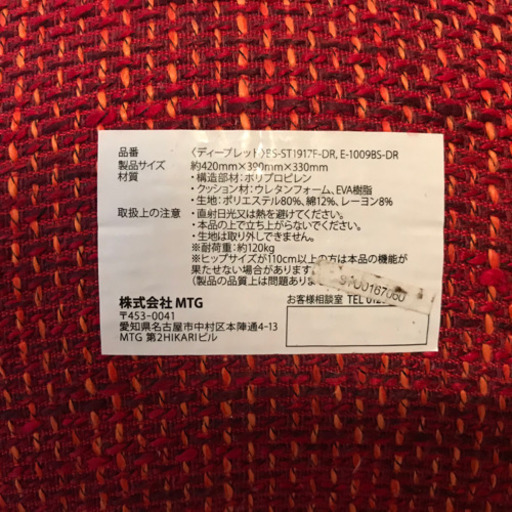 品番 〈ディープレッド〉BS-ST1917F-DR, E-1009BS-DR
製品サイズ 約420mm×390mm×330mm
材質 ・構造部材：ポリプロピレン
・クッション材：ウレタンフォーム、EVA樹脂
・生地：ポリエステル80%、綿12%、レーヨン8%
取扱上の注意 ・直射日光又は熱を避けてください。
・本品の上で立ち上がらないでください。
・生地は取り外しできません。
※耐荷重：約120kg
※ヒップサイズが110cm以上の方は本品の機能が
果たせない場合があります
(製品の品質上は問題あり
91U0167060
株式会社 MTG
お客様相談室 TEL
〒453-0041
愛知県名古屋市中村区本陣通4-13
MTG 第2HIKARIビル